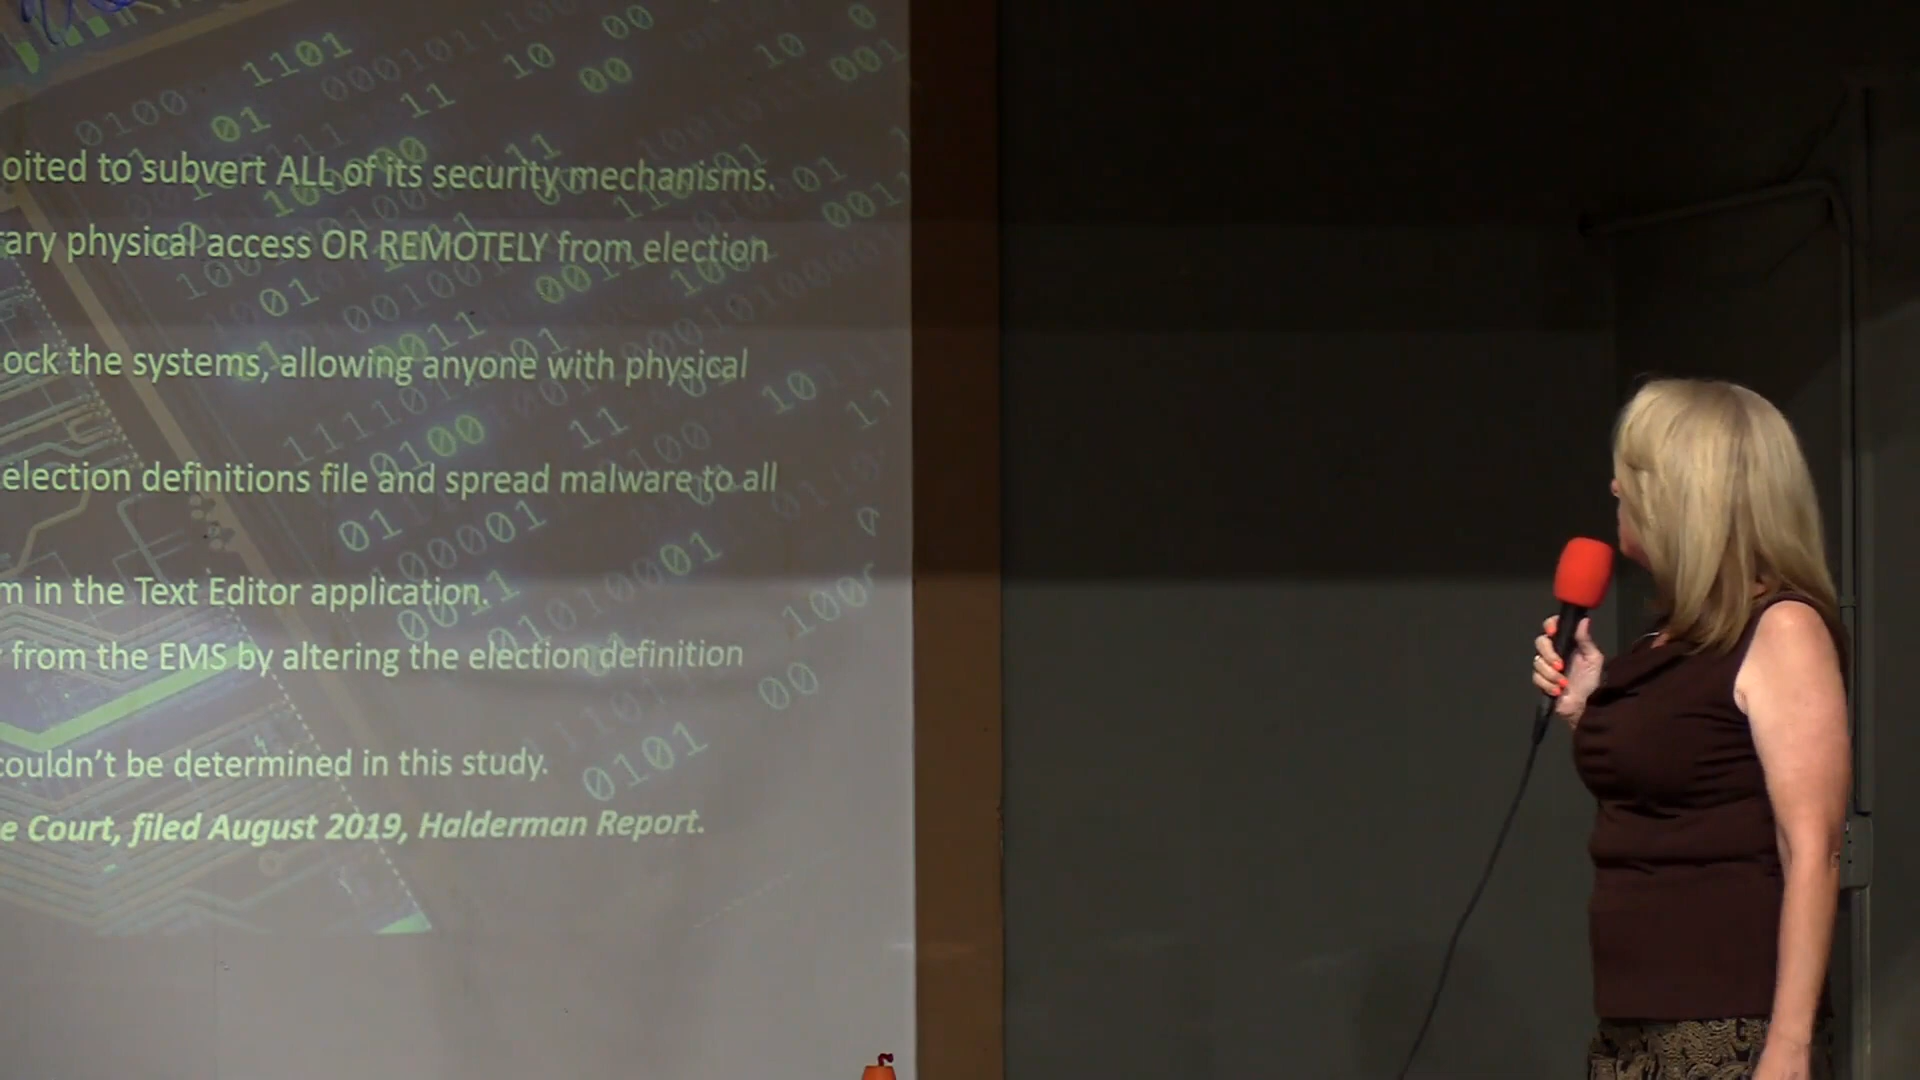 oited to subvert ALL of its security mechanisms.
rary physical access OR REMOTELY from election
ock the systems, allowing anyone with physical
election definitions file and spread malware to all
m in the Text Editor application.
from the EMS by altering the election definition
couldn't be determined in this study.
e Court, filed August 2019, Halderman Report.